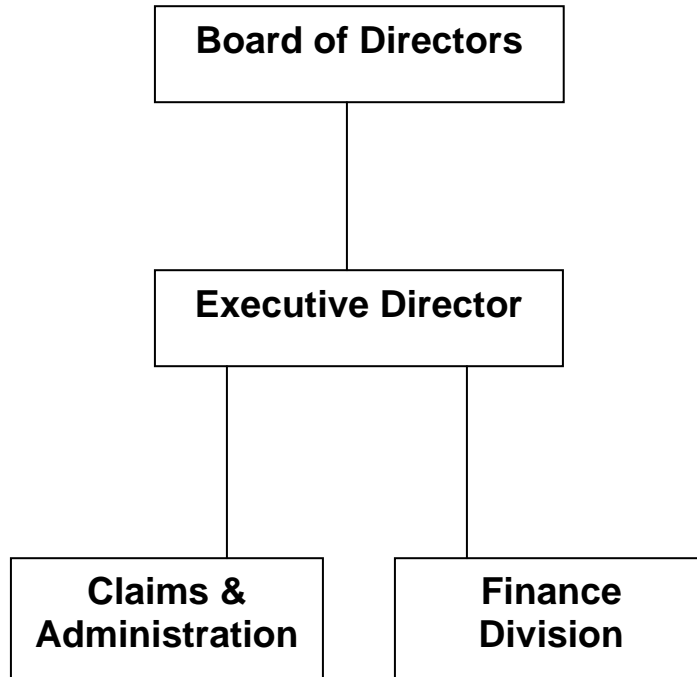 Board of Directors
Executive Director
Claims &
Administration
Finance
Division